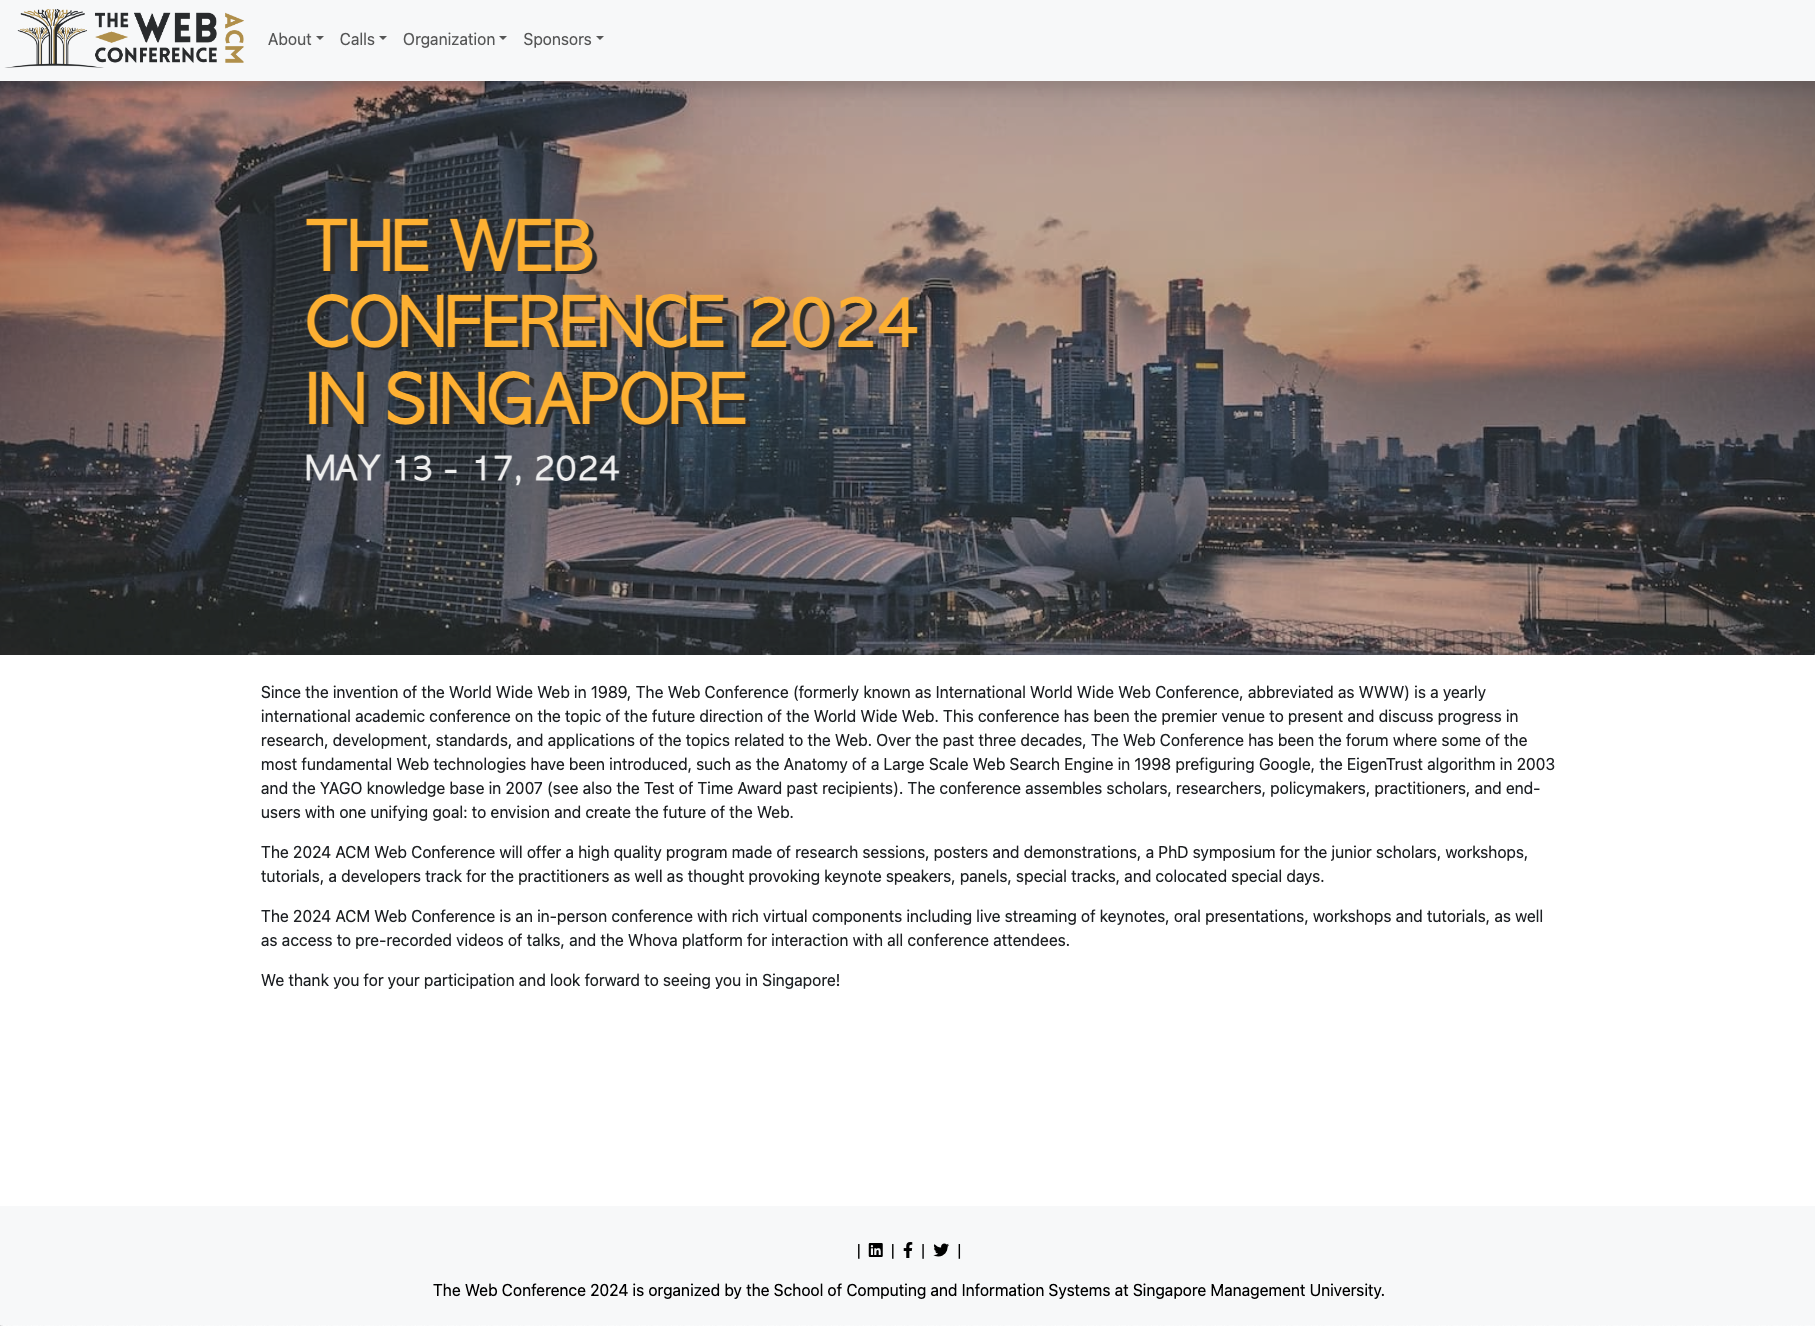 THE WEB ACM
CONFERENCE
About Calls Organization Sponsors
THE WEB
CONFERENCE 2024
IN SINGAPORE
MAY 13 - 17, 2024
Since the invention of the World Wide Web in 1989, The Web Conference (formerly known as International World Wide Web Conference, abbreviated as WWW) is a yearly
international academic conference on the topic of the future direction of the World Wide Web. This conference has been the premier venue to present and discuss progress in
research, development, standards, and applications of the topics related to the Web. Over the past three decades, The Web Conference has been the forum where some of the
most fundamental Web technologies have been introduced, such as the Anatomy of a Large Scale Web Search Engine in 1998 prefiguring Google, the EigenTrust algorithm in 2003
and the YAGO knowledge base in 2007 (see also the Test of Time Award past recipients). The conference assembles scholars, researchers, policymakers, practitioners, and end-
users with one unifying goal: to envision and create the future of the Web.
The 2024 ACM Web Conference will offer a high quality program made of research sessions, posters and demonstrations, a PhD symposium for the junior scholars, workshops,
tutorials, a developers track for the practitioners as well as thought provoking keynote speakers, panels, special tracks, and colocated special days.
The 2024 ACM Web Conference is an in-person conference with rich virtual components including live streaming of keynotes, oral presentations, workshops and tutorials, as well
as access to pre-recorded videos of talks, and the Whova platform for interaction with all conference attendees.
We thank you for your participation and look forward to seeing you in Singapore!
| | | |
The Web Conference 2024 is organized by the School of Computing and Information Systems at Singapore Management University.